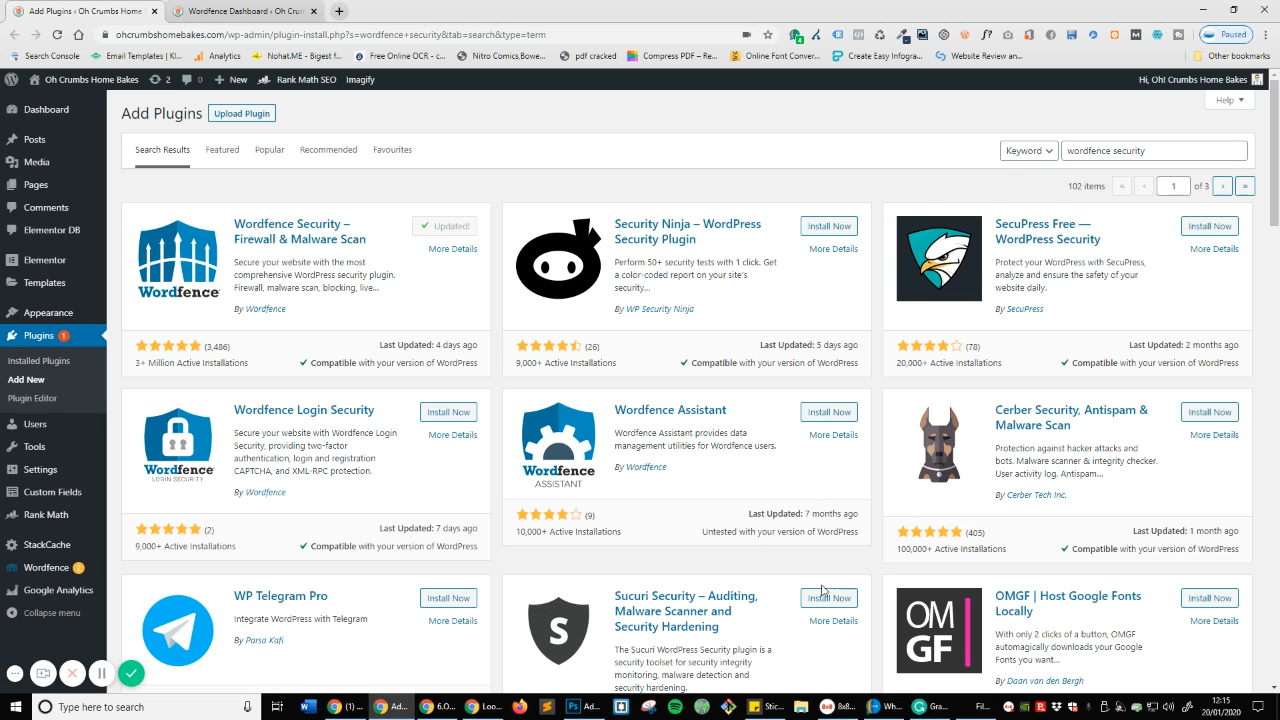 Add Plugins ‹ Oh Crumbs Home B
Wordfence Dashboard ‹ Oh Crum
ohcrumbshomebakes.com/wp-admin/plugin-install.php?s=wordfence+security&tab=search&type=term
Paused
Search Console
Email Templates | K...
Analytics
Nohat.NET - Best f...
Free Online OCR - c...
Nitro Cosmics,Bowe...
pdf cracked
Compress PDF onlin...
Online Font Conver...
Create Easy Infogra...
Website Review an...
Other bookmarks
Oh Crumbs Home Bakes
2
0
New
Rank Math SEO
Imagify
Hi, Oh! Crumbs Home Bakes
Dashboard
Posts
Media
Pages
Comments
Elementor DB
Elementor
Templates
Appearance
Plugins 1
Installed Plugins
Add New
Plugin Editor
Users
Tools
Settings
Custom Fields
Rank Math
StackCache
Wordfence 2
Google Analytics
Collapse menu
Add Plugins
Upload Plugin
Help
Search Results
Featured
Popular
Recommended
Favourites
Keyword
wordfence security
102 items
«
‹
1
of 3
›
»
Wordfence
Wordfence Security –
Firewall & Malware Scan
Updated!
More Details
Secure your website with the most
comprehensive WordPress security plugin.
Firewall, malware scan, blocking, live...
By Wordfence
(3,486)
Last Updated: 4 days ago
3+ Million Active Installations
Compatible with your version of WordPress
Security Ninja – WordPress
Security Plugin
Install Now
More Details
Perform 50+ security tests with 1 click. Get
a color-coded report on your site's
security...
By WP Security Ninja
(26)
Last Updated: 5 days ago
9,000+ Active Installations
Compatible with your version of WordPress
SecuPress Free —
WordPress Security
Install Now
More Details
Protect your WordPress with SecuPress,
analyze and ensure the safety of your
website daily.
By SecuPress
(78)
Last Updated: 2 months ago
20,000+ Active Installations
Compatible with your version of WordPress
Wordfence
LOGIN SECURITY
Wordfence Login Security
Install Now
More Details
Secure your website with Wordfence Login
Security, providing two-factor
authentication, login and registration
CAPTCHA, and XML-RPC protection.
By Wordfence
(2)
Last Updated: 7 days ago
9,000+ Active Installations
Compatible with your version of WordPress
Wordfence
ASSISTANT
Wordfence Assistant
Install Now
More Details
Wordfence Assistant provides data
management utilities for Wordfence users.
By Wordfence
(9)
Last Updated: 7 months ago
10,000+ Active Installations
Untested with your version of WordPress
Cerber Security, Antispam &
Malware Scan
Install Now
More Details
Protection against hacker attacks and
bots. Malware scanner & integrity checker.
User activity log. Antispam...
By Cerber Tech Inc.
(405)
Last Updated: 1 month ago
100,000+ Active Installations
Compatible with your version of WordPress
WP Telegram Pro
Install Now
More Details
Integrate WordPress with Telegram
By Parsa Kafi
S
Sucuri Security – Auditing,
Malware Scanner and
Security Hardening
Install Now
More Details
The Sucuri WordPress Security plugin is a
security toolset for security integrity
monitoring, malware detection and
security hardening.
OM
GF
OMGF | Host Google Fonts
Locally
Install Now
More Details
With only 2 clicks of a button, OMGF
automatically downloads your Google
Fonts you want...
By Daan van den Bergh
Type here to search
(1) ...
Ad...
6.0...
Loo...
Ad...
Stic...
8x8...
Wh...
Gra...
Fil...
12:15
20/01/2020